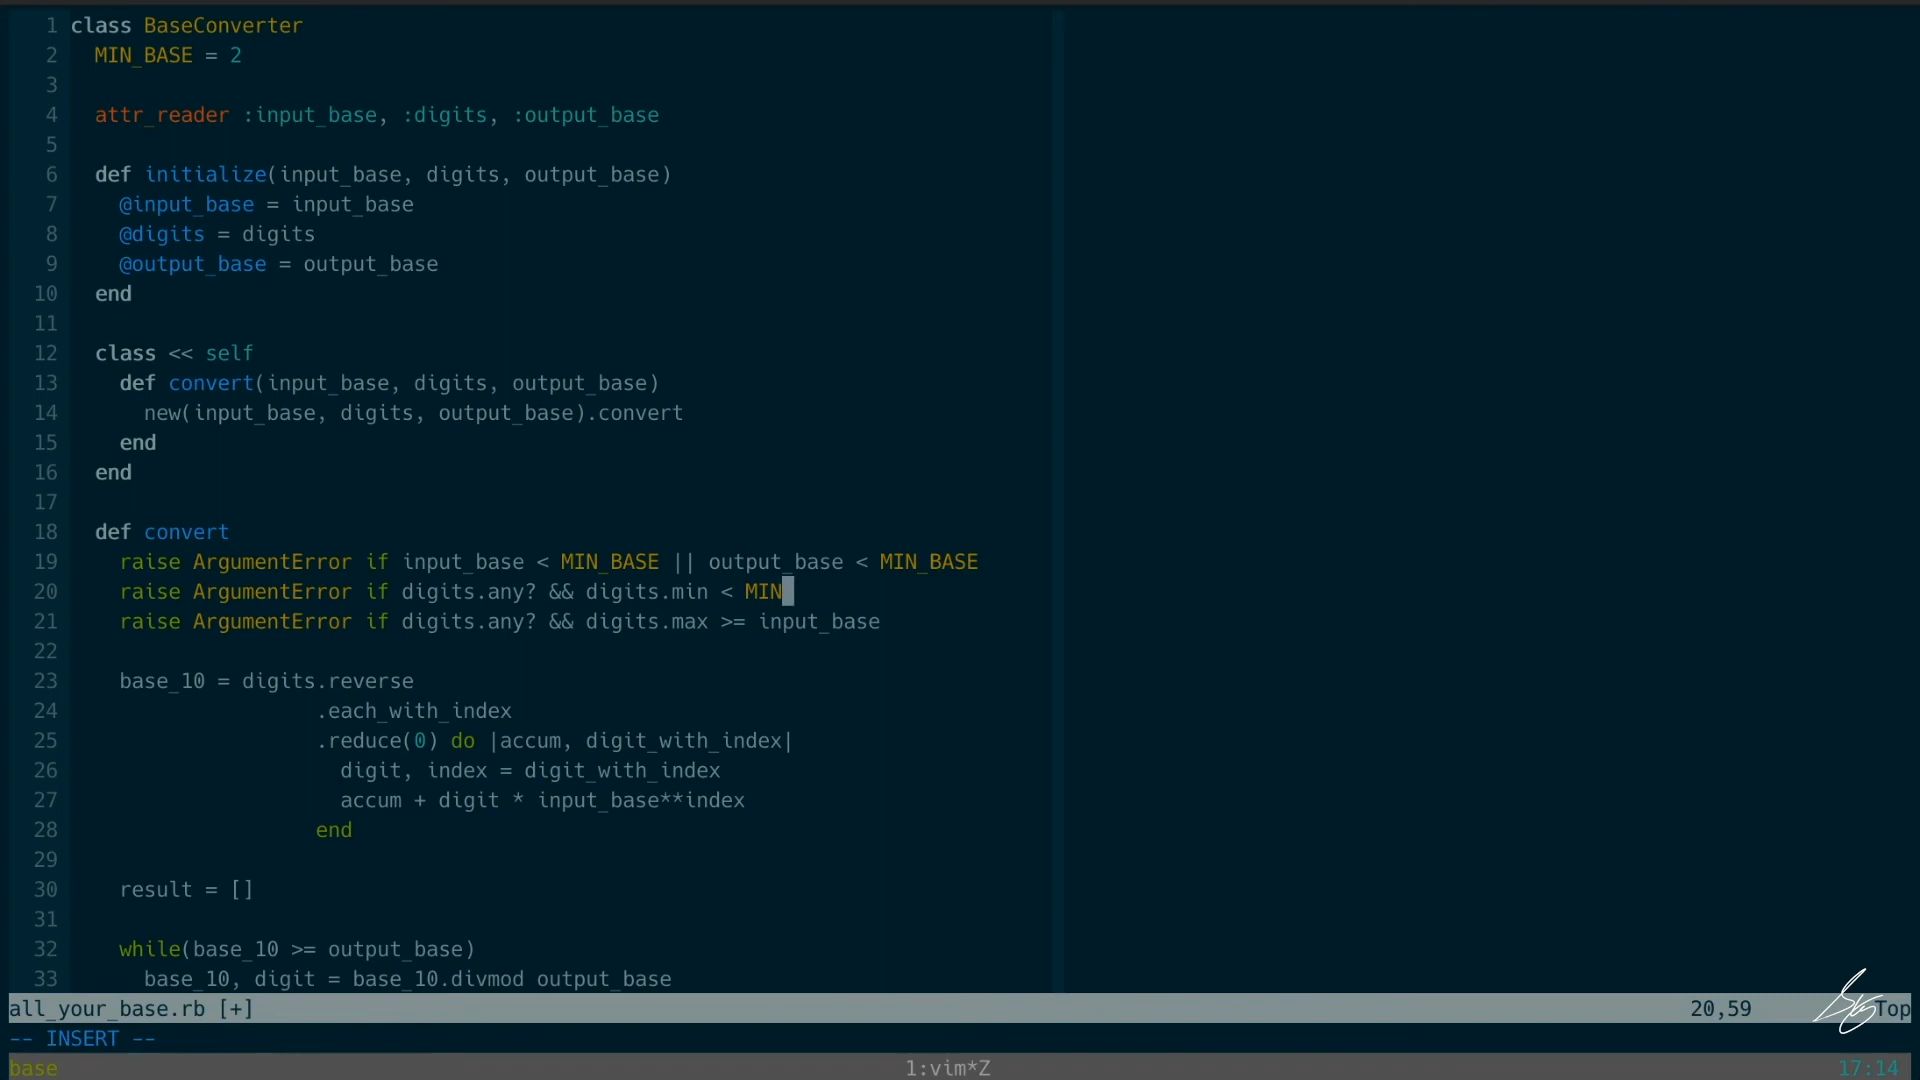 1 class BaseConverter
2   MIN_BASE = 2
3
4   attr_reader :input_base, :digits, :output_base
5
6   def initialize(input_base, digits, output_base)
7     @input_base = input_base
8     @digits = digits
9     @output_base = output_base
10   end
11
12   class << self
13     def convert(input_base, digits, output_base)
14       new(input_base, digits, output_base).convert
15     end
16   end
17
18   def convert
19     raise ArgumentError if input_base < MIN_BASE || output_base < MIN_BASE
20     raise ArgumentError if digits.any? && digits.min < MIN
21     raise ArgumentError if digits.any? && digits.max >= input_base
22
23     base_10 = digits.reverse
24                     .each_with_index
25                     .reduce(0) do |accum, digit_with_index|
26                       digit, index = digit_with_index
27                       accum + digit * input_base**index
28                     end
29
30     result = []
31
32     while(base_10 >= output_base)
33       base_10, digit = base_10.divmod output_base
all_your_base.rb [+] 20,59 Top
-- INSERT --
base 1:vim*Z 17:14